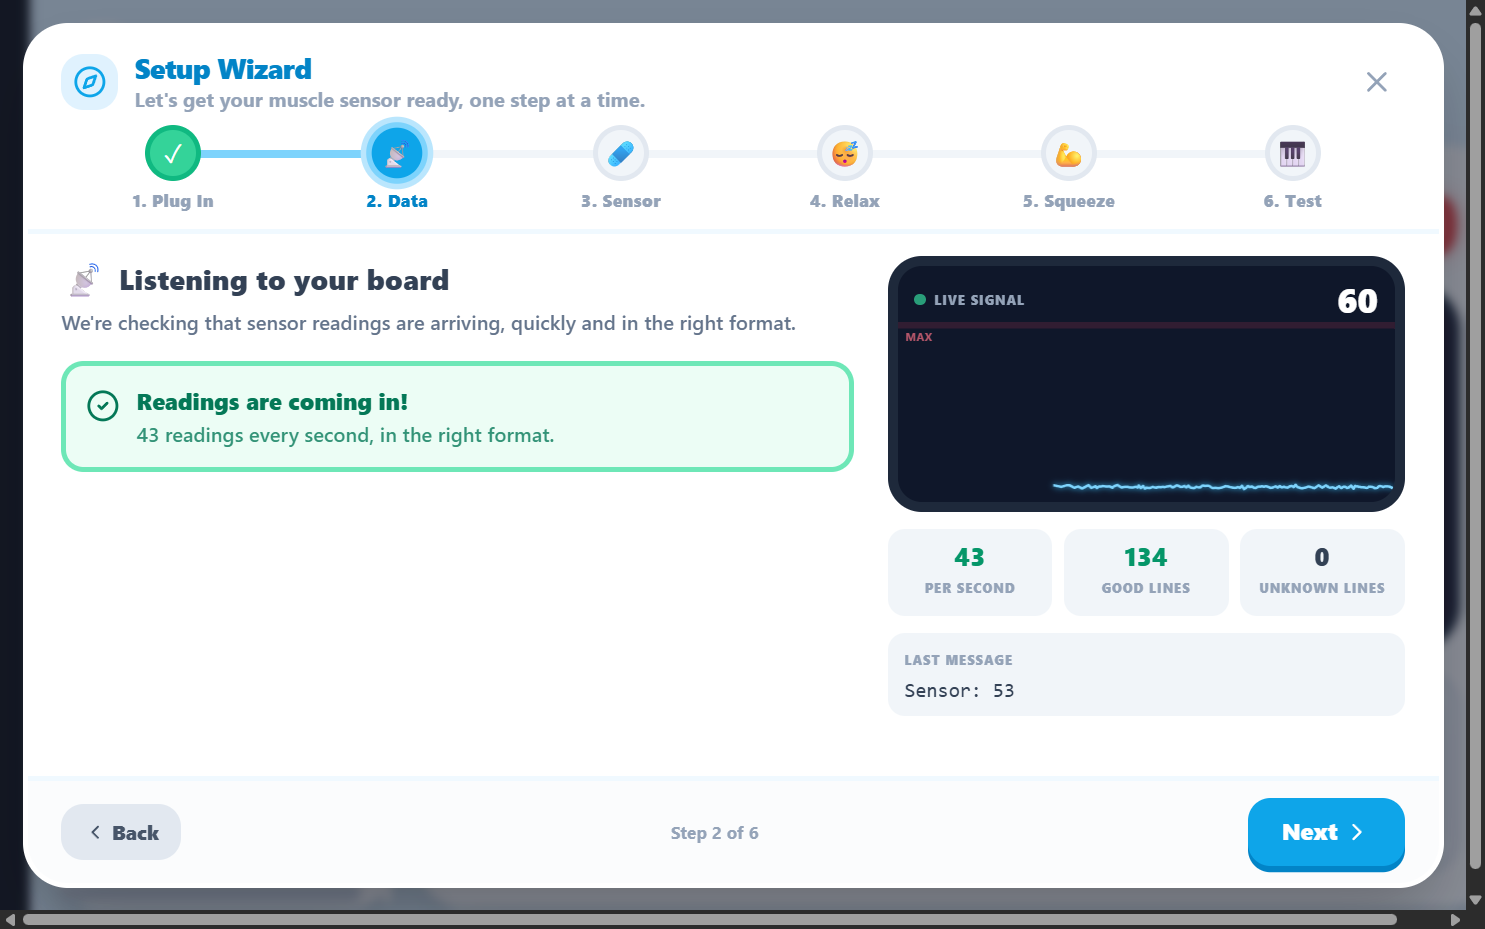 Setup Wizard
Let's get your muscle sensor ready, one step at a time.
1. Plug In
2. Data
3. Sensor
4. Relax
5. Squeeze
6. Test
Listening to your board
We're checking that sensor readings are arriving, quickly and in the right format.
Readings are coming in!
43 readings every second, in the right format.
LIVE SIGNAL
60
MAX
43
PER SECOND
134
GOOD LINES
0
UNKNOWN LINES
LAST MESSAGE
Sensor: 53
Back
Step 2 of 6
Next